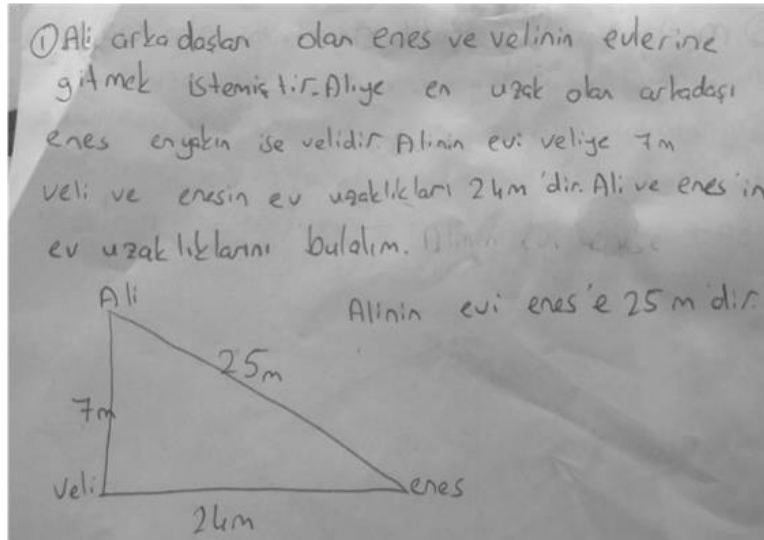 ① Ali arkadaşları olan enes ve velinin evlerine
gitmek istemiştir. Aliye en uzak olan arkadaşı
enes en yakın ise velidir. Alinin evi veliye 7m
veli ve enesin ev uzaklıkları 24m 'dir. Ali ve enes'in
ev uzaklıklarını bulalım.
Ali
Alinin evi enes'e 25 m'dir.
25m
7m
veli
enes
24m